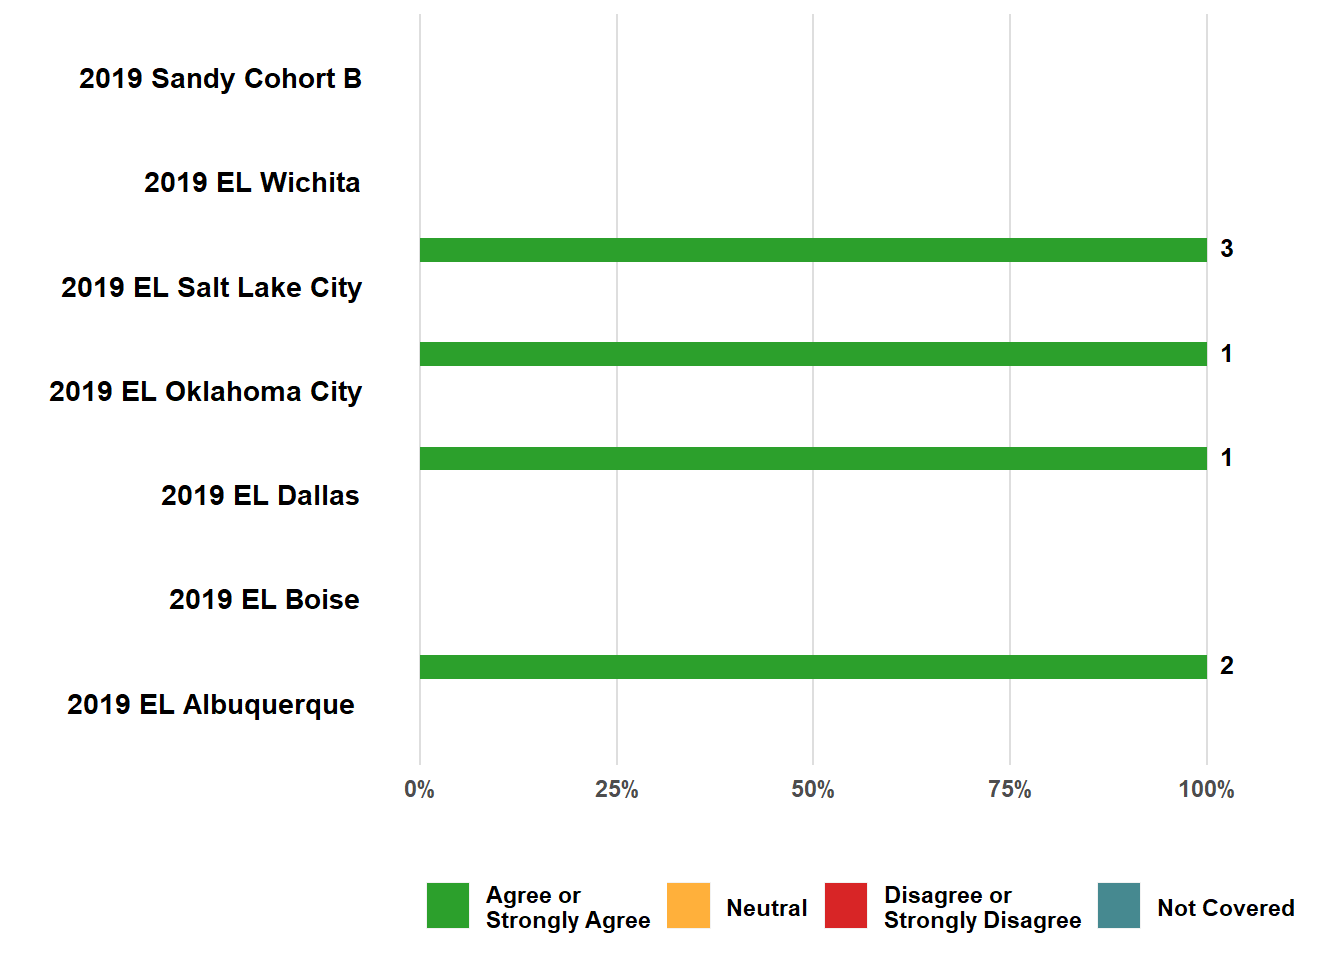 2019 Sandy Cohort B
2019 EL Wichita
3
2019 EL Salt Lake City
1
2019 EL Oklahoma City
1
2019 EL Dallas
2019 EL Boise
2
2019 EL Albuquerque
0% 25% 50% 75% 100%
Agree or
Strongly Agree
Neutral
Disagree or
Strongly Disagree
Not Covered